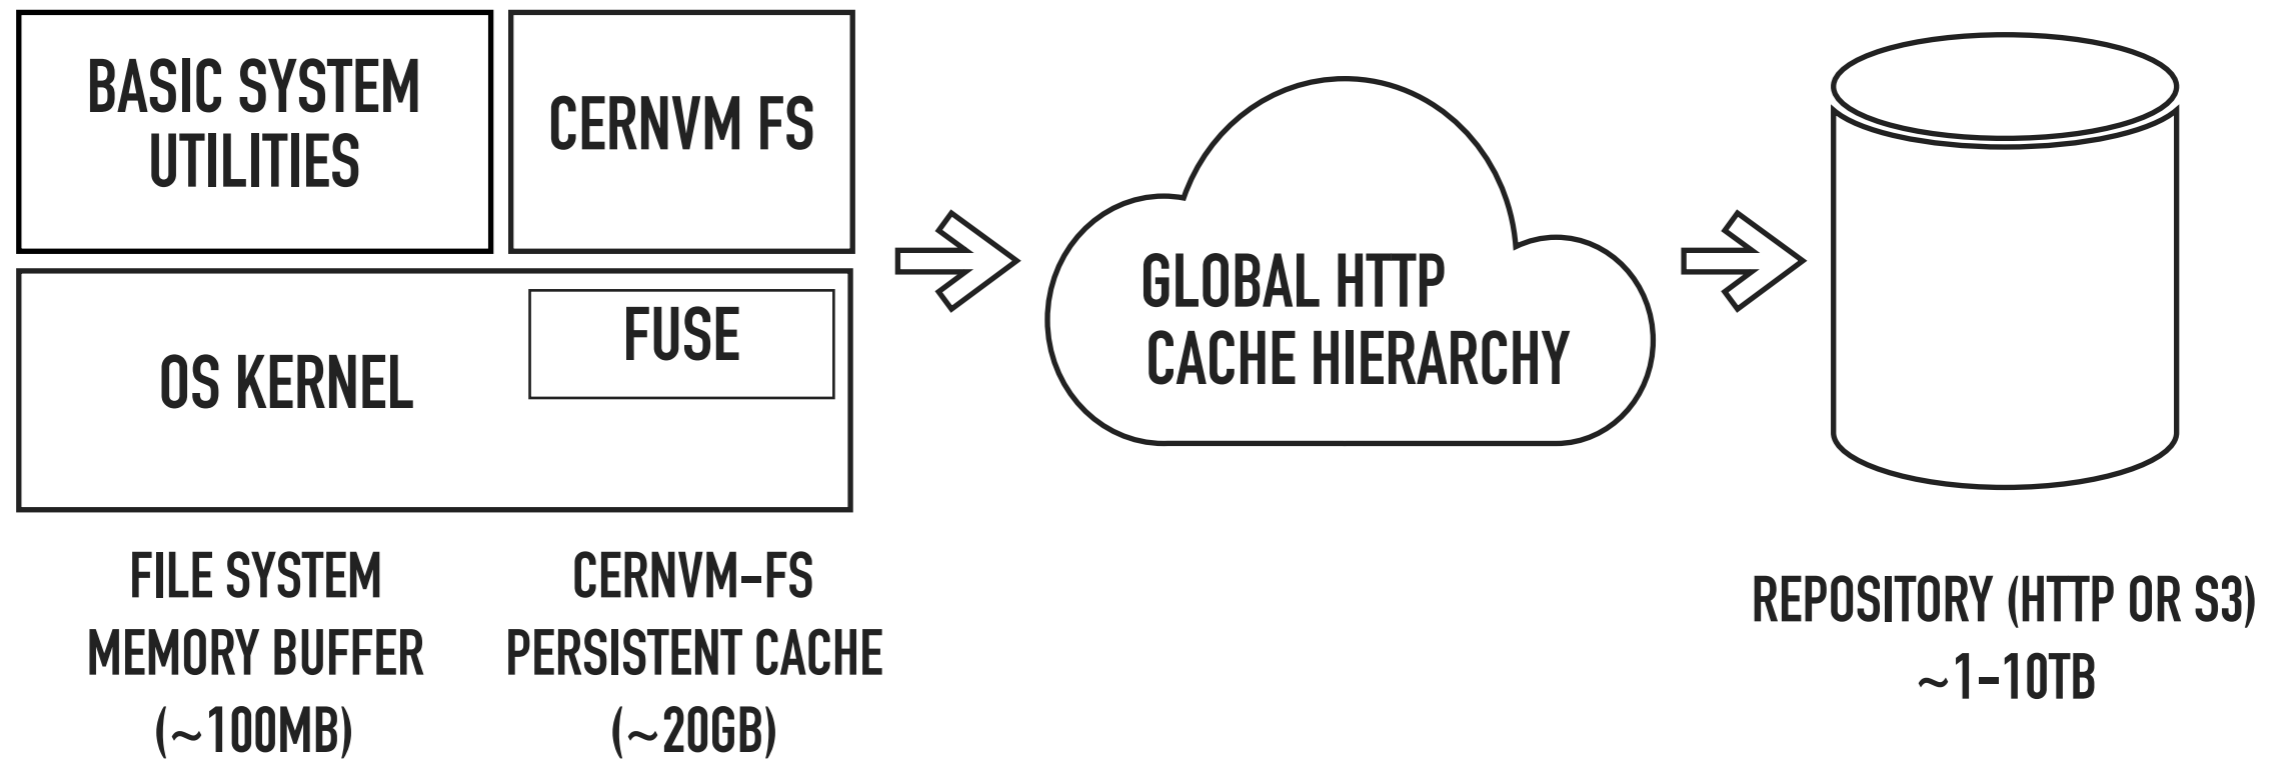 BASIC SYSTEM
UTILITIES
CERNVM FS
OS KERNEL
FUSE
GLOBAL HTTP
CACHE HIERARCHY
FILE SYSTEM
MEMORY BUFFER
(~100MB)
CERNVM-FS
PERSISTENT CACHE
(~20GB)
REPOSITORY (HTTP OR S3)
~1-10TB